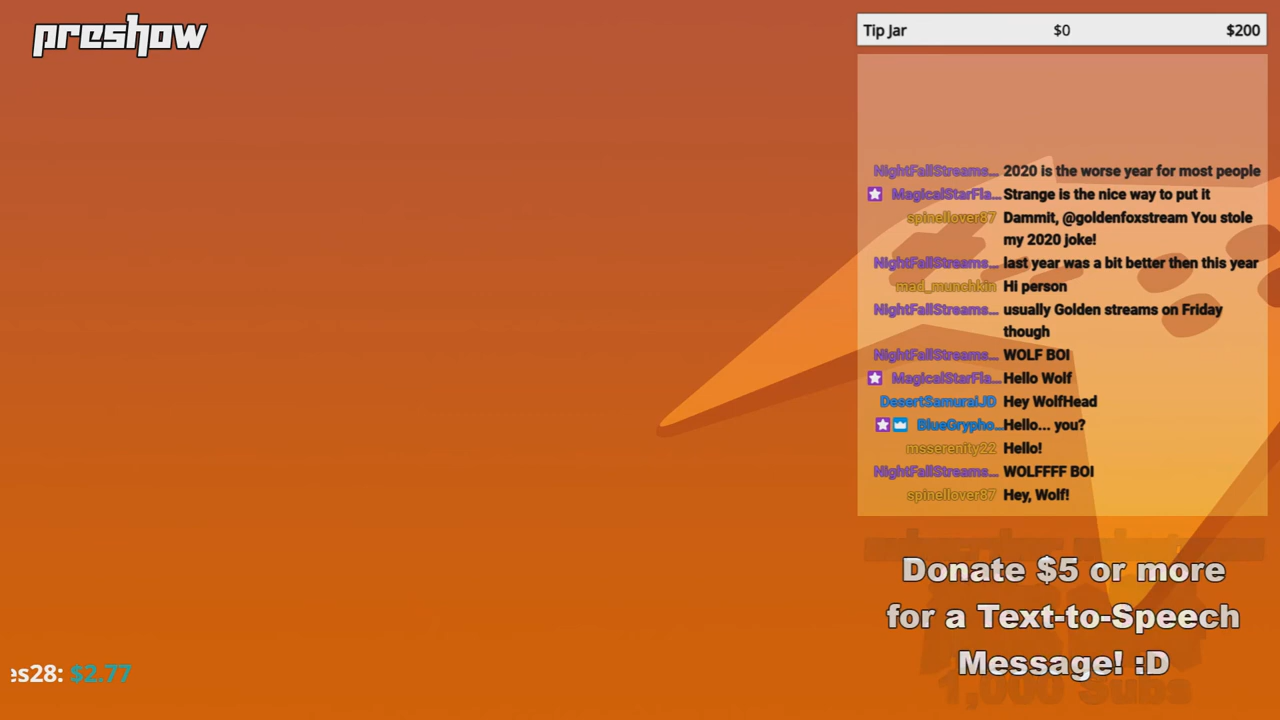 preshow
Tip Jar $0 $200
NightFallStreams... 2020 is the worse year for most people
MagicalStarFla... Strange is the nice way to put it
spinellover87 Dammit, @goldenfoxstream You stole
my 2020 joke!
NightFallStreams... last year was a bit better then this year
mad_munchkin Hi person
NightFallStreams... usually Golden streams on Friday
though
NightFallStreams... WOLF BOI
MagicalStarFla... Hello Wolf
DesertSamuraiJD Hey WolfHead
BlueGrypho... Hello... you?
msserenity22 Hello!
NightFallStreams... WOLFFFF BOI
spinellover87 Hey, Wolf!
Donate $5 or more
for a Text-to-Speech
Message! :D
es28: $2.77
1,000 Subs